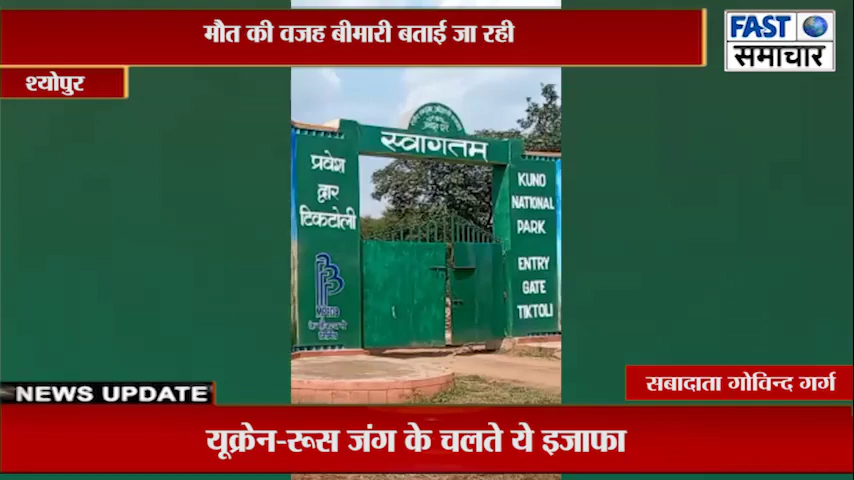 मौत की वजह बीमारी बताई जा रही
FAST
समाचार
श्योपुर
स्वागतम
प्रवेश
द्वार
टिकटोली
KUNO
NATIONAL
PARK
ENTRY
GATE
TIKTOLI
सबादाता गोविन्द गर्ग
NEWS UPDATE
यूक्रेन-रूस जंग के चलते ये इजाफा